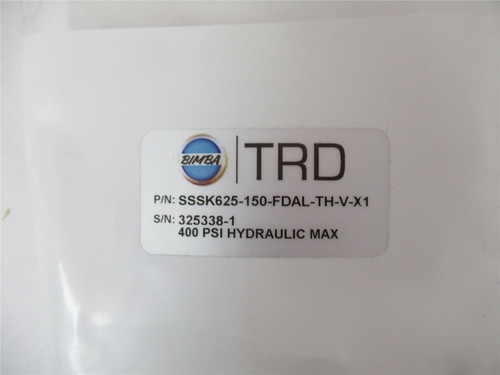 BIMBA | TRD
P/N: SSSK625-150-FDAL-TH-V-X1
S/N: 325338-1
400 PSI HYDRAULIC MAX